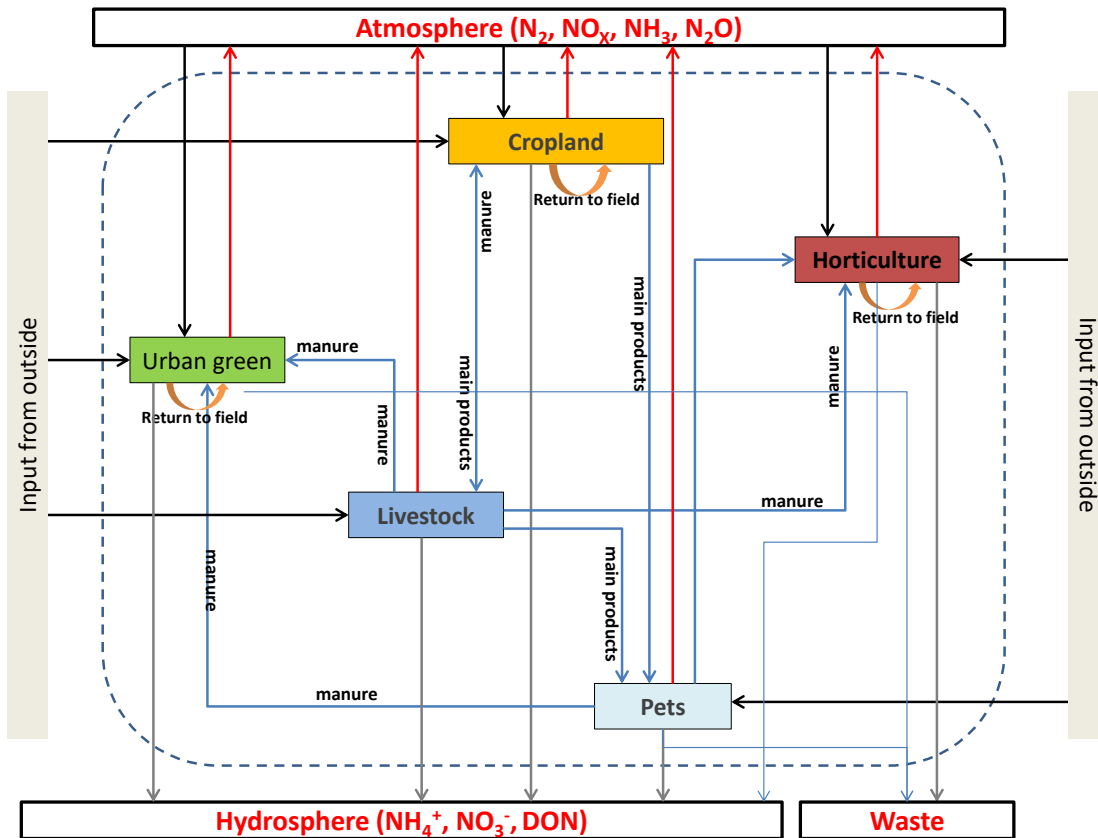 Atmosphere (N₂, NOₓ, NH₃, N₂O)
Cropland
Return to field
manure
manure
main products
main products
Horticulture
Return to field
Input from outside
Input from outside
Urban green
Return to field
manure
manure
manure
Livestock
manure
manure
main products
manure
Pets
Hydrosphere (NH₄⁺, NO₃⁻, DON)
Waste